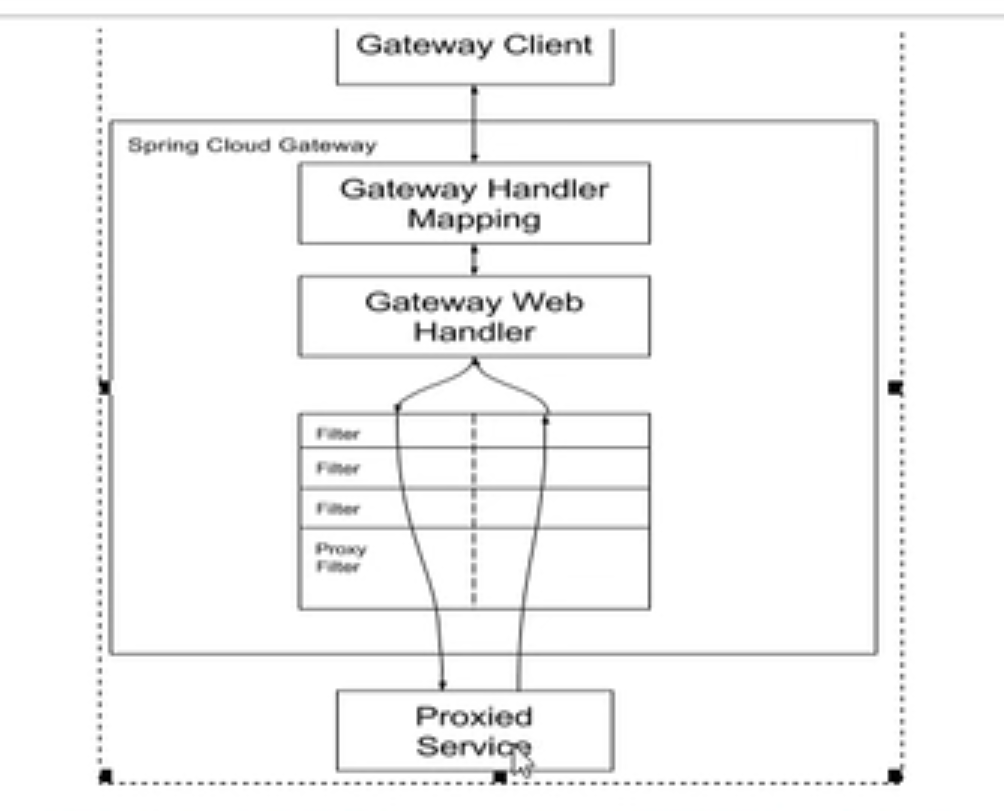 Gateway Client
Spring Cloud Gateway
Gateway Handler
Mapping
Gateway Web
Handler
Filter
Filter
Filter
Proxy
Filter
Proxied
Service